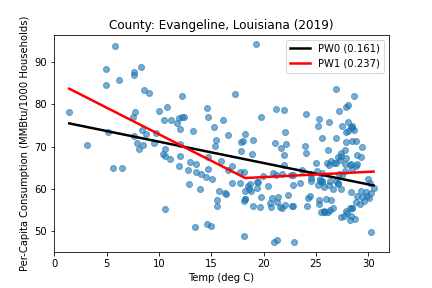 County: Evangeline, Louisiana (2019)
PW0 (0.161)
PW1 (0.237)
Per-Capita Consumption (MMBtu/1000 Households)
90
80
70
60
50
0
5
10
15
20
25
30
Temp (deg C)